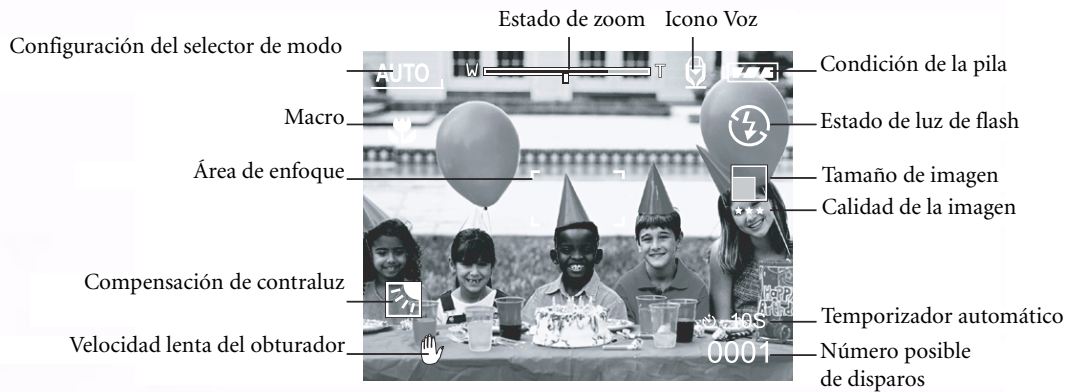 Estado de zoom
Icono Voz
Configuración del selector de modo
AUTO
W
T
Condición de la pila
Macro
Estado de luz de flash
Área de enfoque
Tamaño de imagen
Calidad de la imagen
Compensación de contraluz
HAPPY
10S
Temporizador automático
Velocidad lenta del obturador
0001
Número posible
de disparos